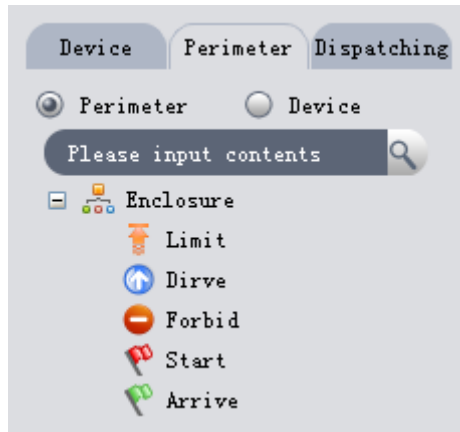 Device Perimeter Dispatching
Perimeter Device
Please input contents
Enclosure
Limit
Dirve
Forbid
Start
Arrive